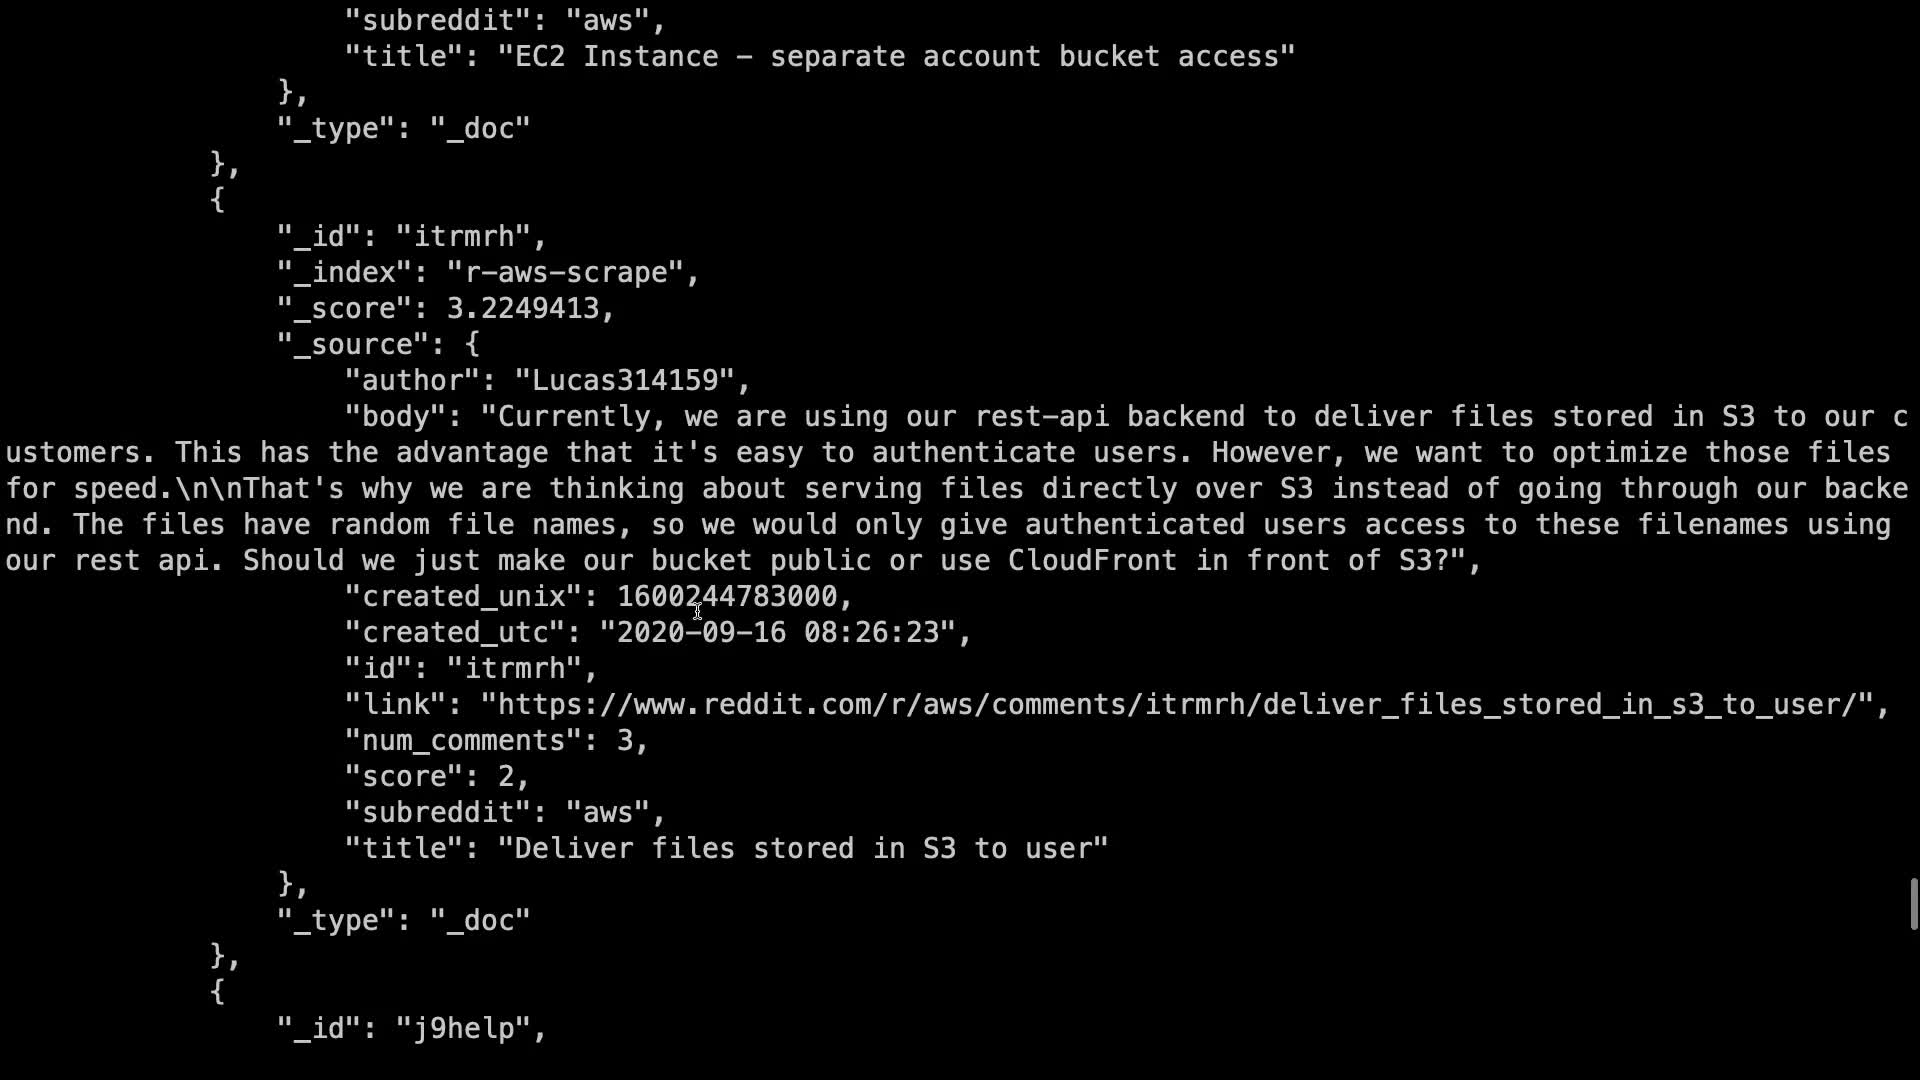 "subreddit": "aws",
"title": "EC2 Instance – separate account bucket access"
},
"_type": "_doc"
},
{
"_id": "itrmrh",
"_index": "r-aws-scrape",
"_score": 3.2249413,
"_source": {
"author": "Lucas314159",
"body": "Currently, we are using our rest-api backend to deliver files stored in S3 to our c
ustomers. This has the advantage that it's easy to authenticate users. However, we want to optimize those files
for speed.\n\nThat's why we are thinking about serving files directly over S3 instead of going through our backe
nd. The files have random file names, so we would only give authenticated users access to these filenames using
our rest api. Should we just make our bucket public or use CloudFront in front of S3?",
"created_unix": 1600244783000,
"created_utc": "2020-09-16 08:26:23",
"id": "itrmrh",
"link": "https://www.reddit.com/r/aws/comments/itrmrh/deliver_files_stored_in_s3_to_user/",
"num_comments": 3,
"score": 2,
"subreddit": "aws",
"title": "Deliver files stored in S3 to user"
},
"_type": "_doc"
},
{
"_id": "j9help",